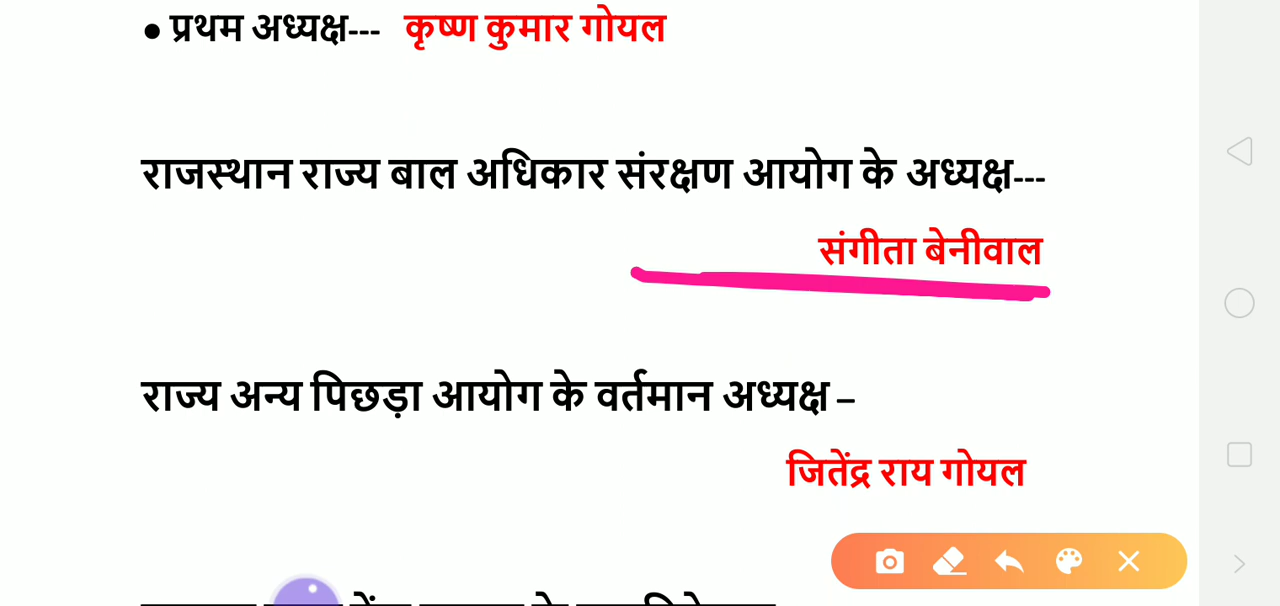 • प्रथम अध्यक्ष--- कृष्ण कुमार गोयल
राजस्थान राज्य बाल अधिकार संरक्षण आयोग के अध्यक्ष---
संगीता बेनीवाल
राज्य अन्य पिछड़ा आयोग के वर्तमान अध्यक्ष –
जितेंद्र राय गोयल